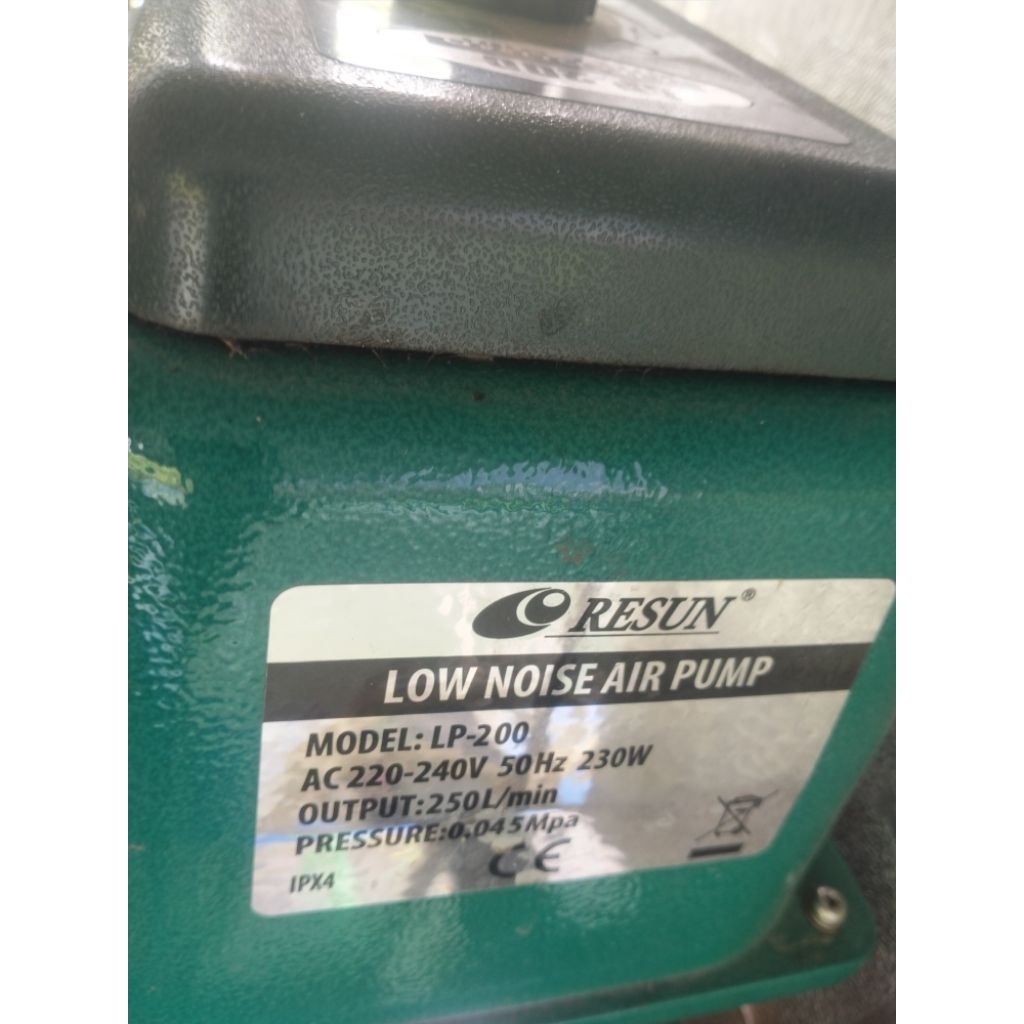 RESUN®
LOW NOISE AIR PUMP
MODEL: LP-200
AC 220-240V 50Hz 230W
OUTPUT: 250L/min
PRESSURE:0.045Mpa
CE
IPX4